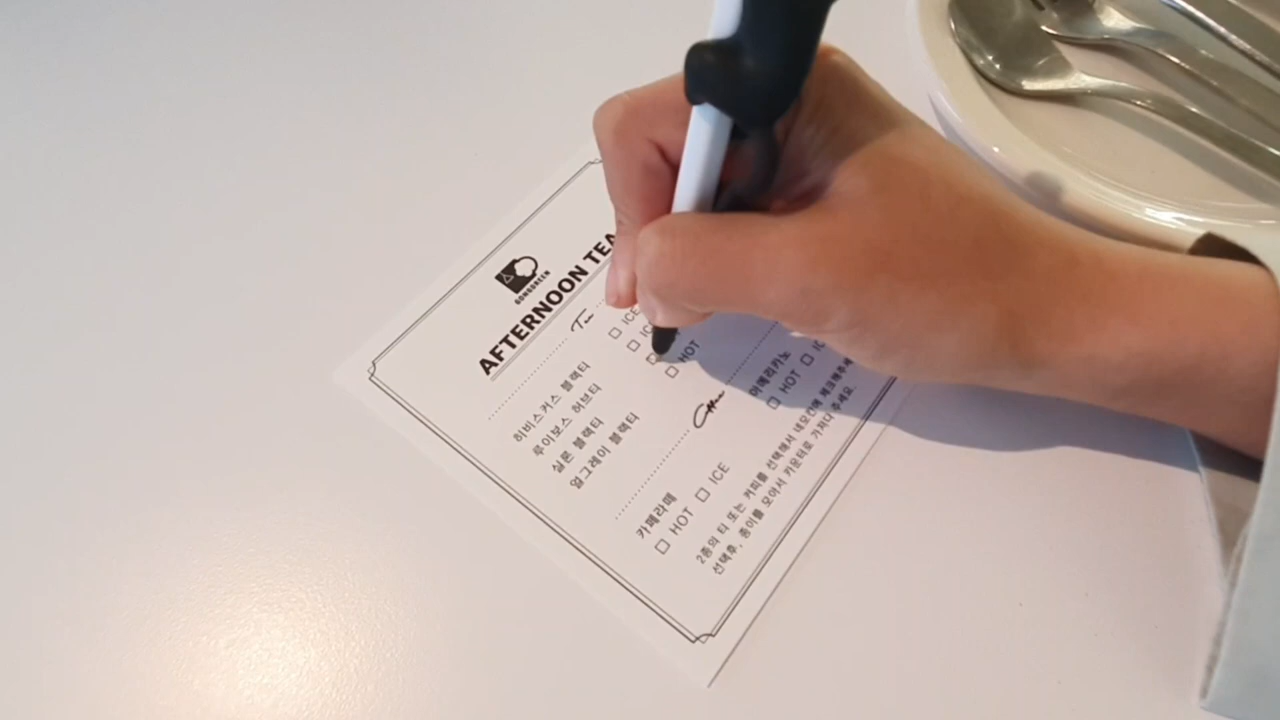 GONGGREEN
AFTERNOON TEA
Tea
히비스커스 블랙티 ☐ ICE
루이보스 허브티 ☐
실론 블랙티
얼그레이 블랙티 ☐ HOT
Coffee
카페라떼 아메리카노
☐ HOT ☐ ICE ☐ HOT ☐
2종의 티 또는 커피를 선택해서 네모칸에 체크해주세
선택후, 종이를 모아서 카운터로 가져다 주세요.